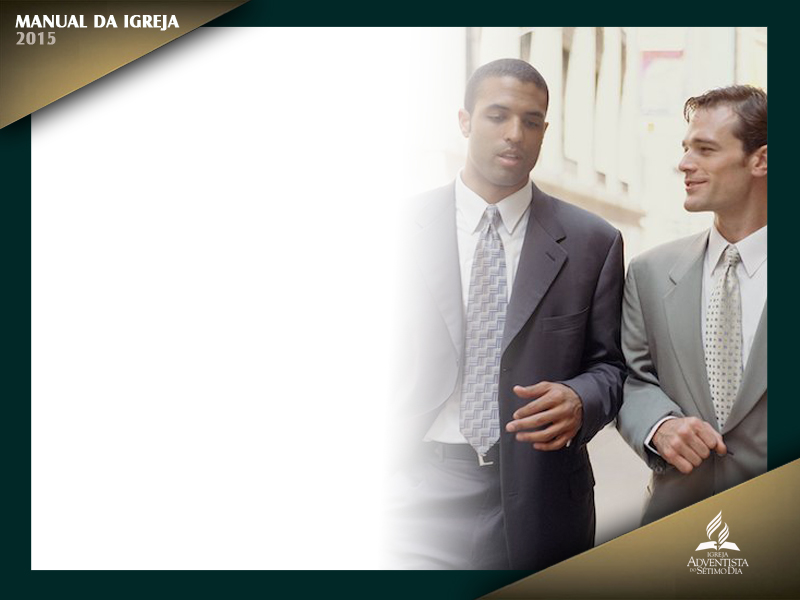 MANUAL DA IGREJA
2015
IGREJA
ADVENTISTA
DO SÉTIMO DIA